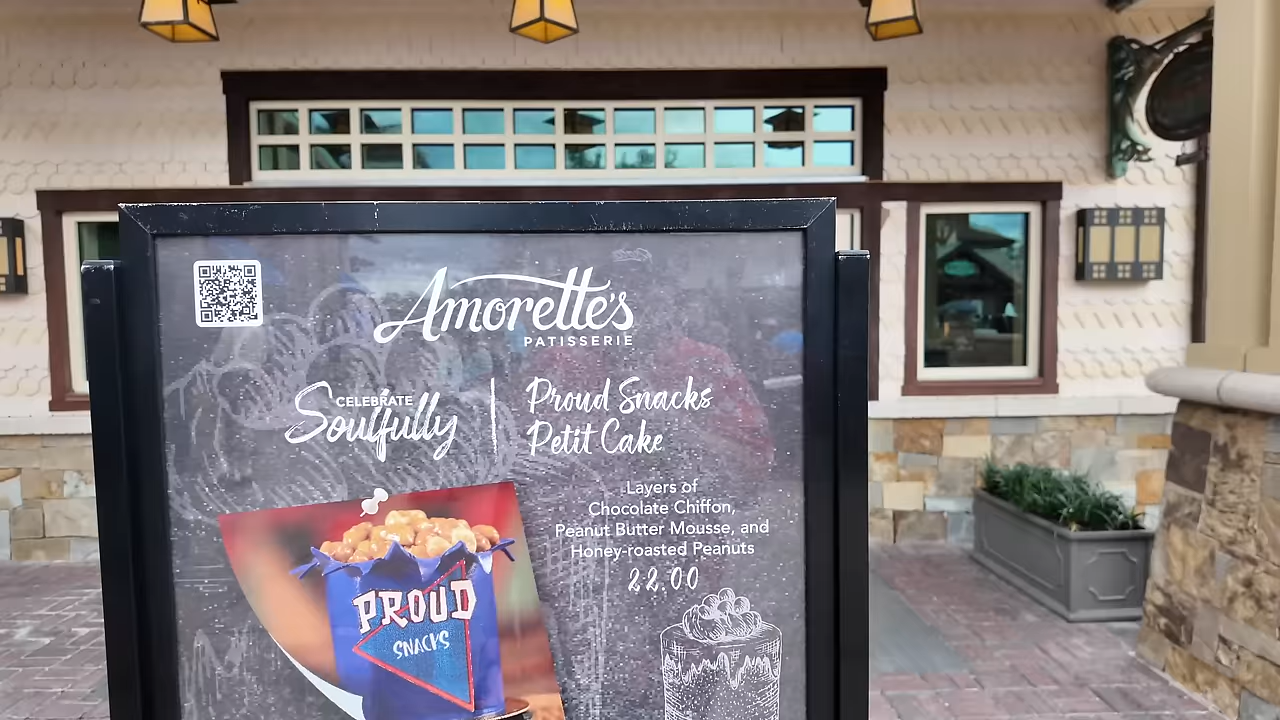 Amorette's
PATISSERIE
CELEBRATE
Soulfully
Proud Snacks
Petit Cake
Layers of
Chocolate Chiffon,
Peanut Butter Mousse, and
Honey-roasted Peanuts
22.00
PROUD
SNACKS